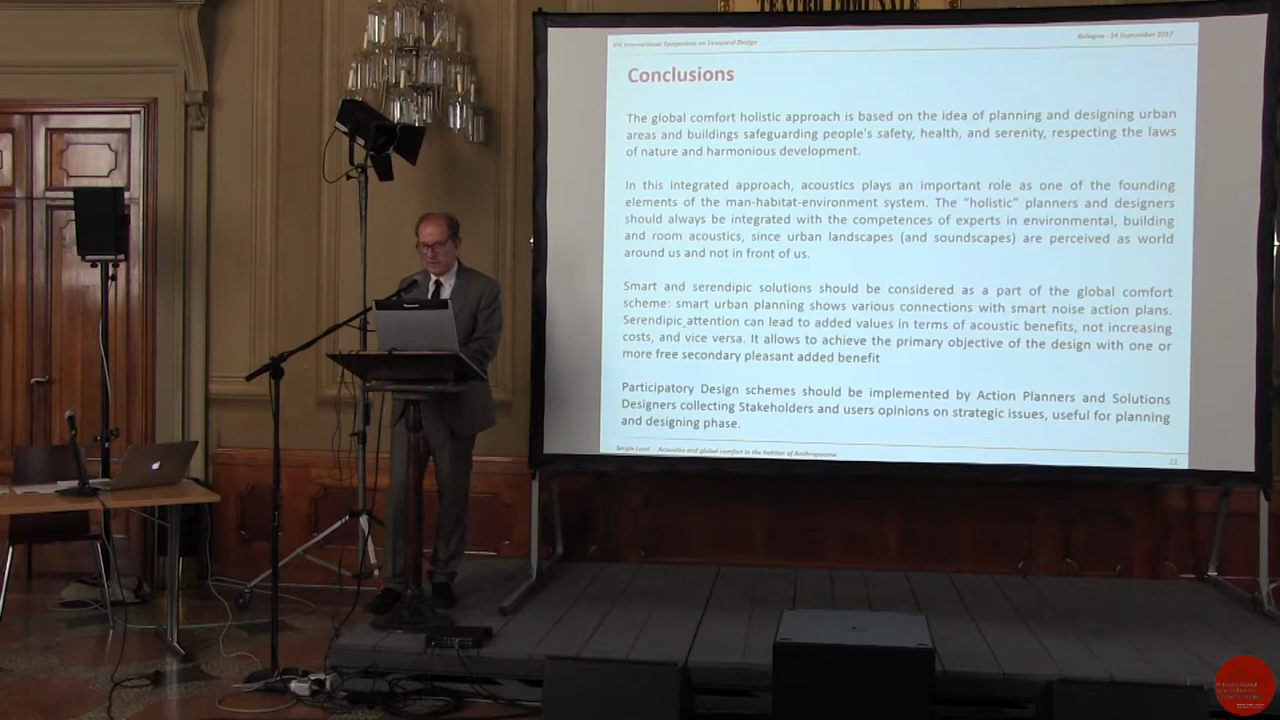 TEATRO COMUNALE
VIII International Symposium on Temporal Design
Bologna - 14 September 2017
Conclusions
The global comfort holistic approach is based on the idea of planning and designing urban
areas and buildings safeguarding people's safety, health, and serenity, respecting the laws
of nature and harmonious development.
In this integrated approach, acoustics plays an important role as one of the founding
elements of the man-habitat-environment system. The “holistic” planners and designers
should always be integrated with the competences of experts in environmental, building
and room acoustics, since urban landscapes (and soundscapes) are perceived as world
around us and not in front of us.
Smart and serendipic solutions should be considered as a part of the global comfort
scheme: smart urban planning shows various connections with smart noise action plans.
Serendipic attention can lead to added values in terms of acoustic benefits, not increasing
costs, and vice versa. It allows to achieve the primary objective of the design with one or
more free secondary pleasant added benefit
Participatory Design schemes should be implemented by Action Planners and Solutions
Designers collecting Stakeholders and users opinions on strategic issues, useful for planning
and designing phase.
Sergio Luzzi - Acoustics and global comfort in the habitat of Anthropocene
22
Panasonic